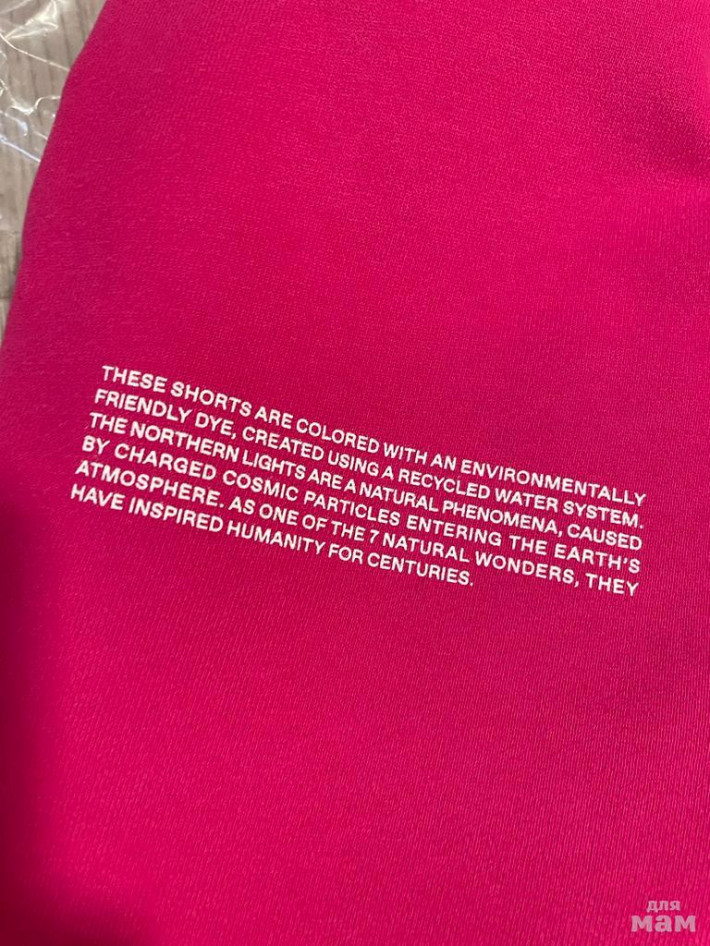 THESE SHORTS ARE COLORED WITH AN ENVIRONMENTALLY
FRIENDLY DYE, CREATED USING A RECYCLED WATER SYSTEM.
THE NORTHERN LIGHTS ARE A NATURAL PHENOMENA, CAUSED
BY CHARGED COSMIC PARTICLES ENTERING THE EARTH'S
ATMOSPHERE. AS ONE OF THE 7 NATURAL WONDERS, THEY
HAVE INSPIRED HUMANITY FOR CENTURIES.
для
мам